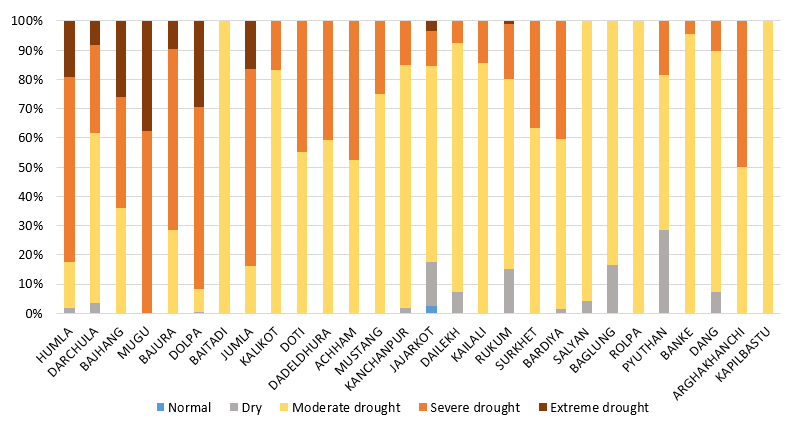 100%
90%
80%
70%
60%
50%
40%
30%
20%
10%
0%
HUMLA
DARCHULA
BAJHANG
MUGU
BAJURA
DOLPA
BAITADI
JUMLA
KALIKOT
DOTI
DADELDHURA
ACHHAM
MUSTANG
KANCHANPUR
JAJARKOT
DAILEKH
KAILALI
RUKUM
SURKHET
BARDIYA
SALYAN
BAGLUNG
ROLPA
PYUTHAN
BANKE
DANG
ARGHAKHANCHI
KAPILBASTU
Normal Dry Moderate drought Severe drought Extreme drought